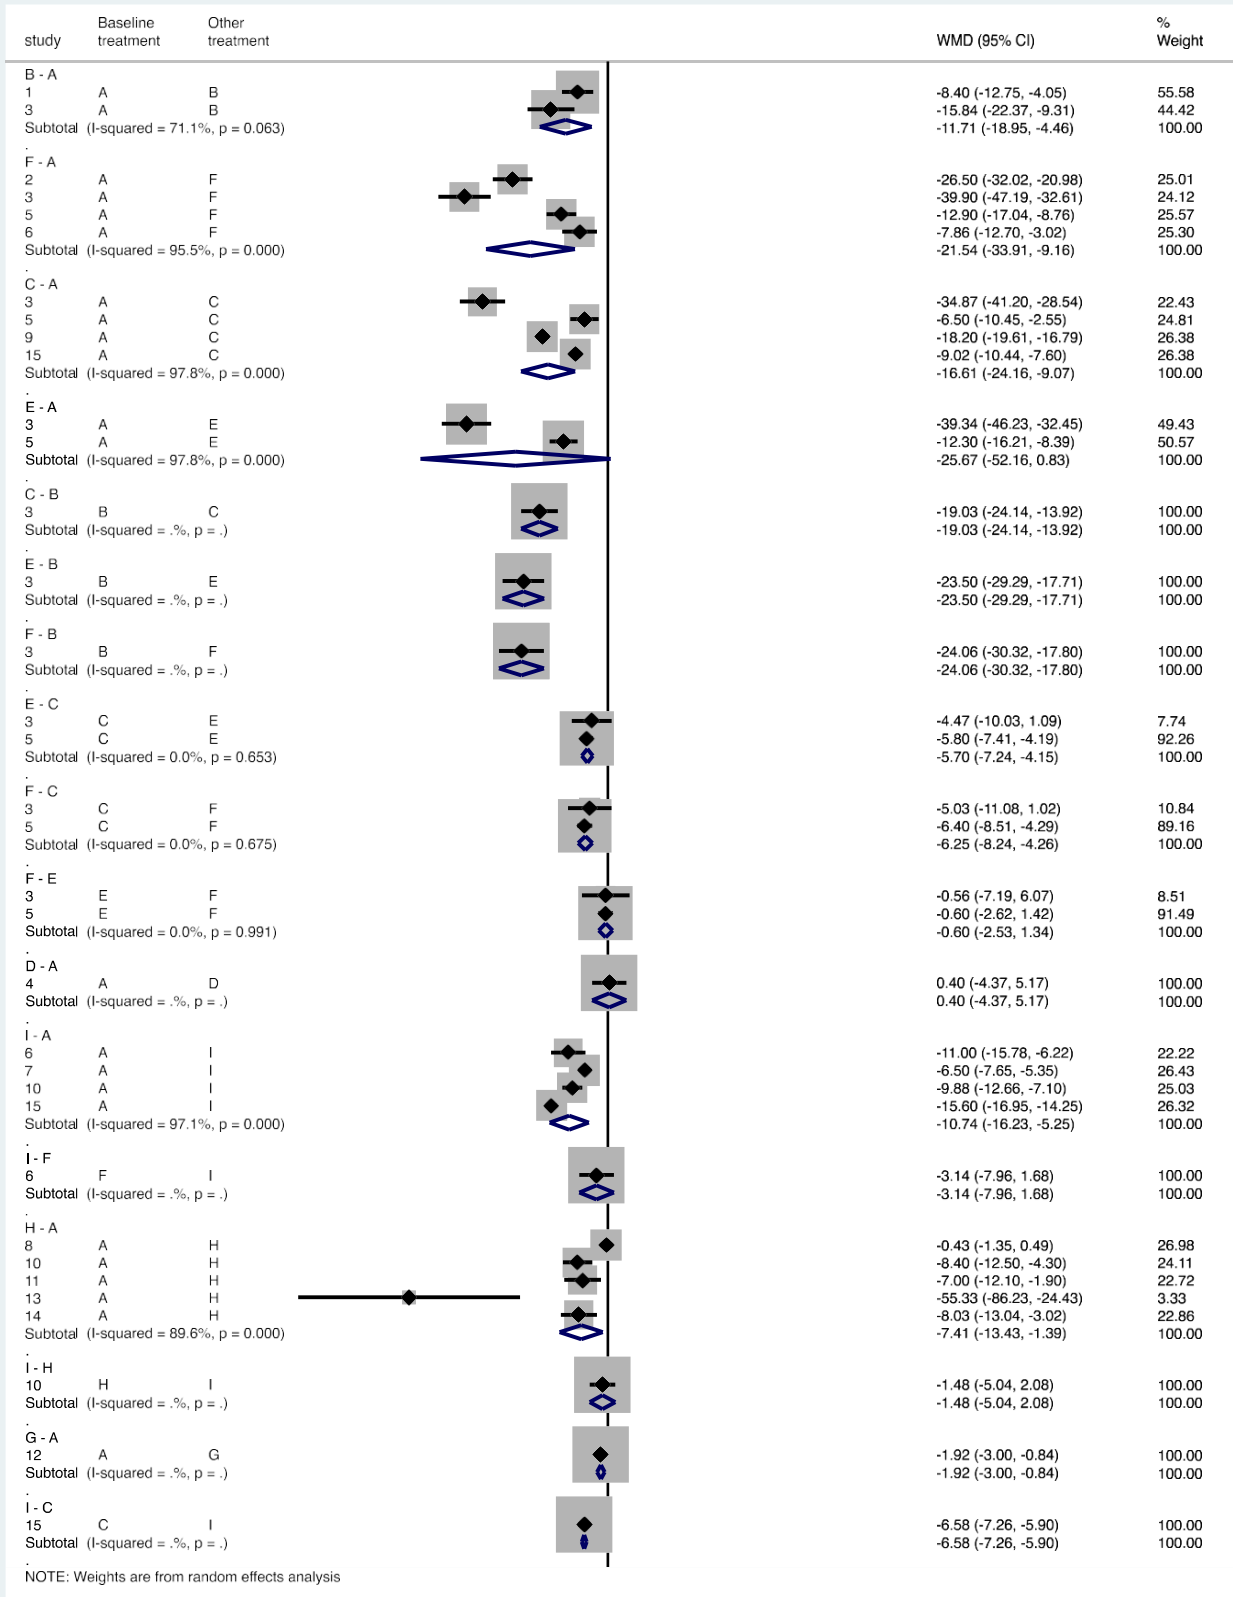 Baseline Other %
study treatment treatment WMD (95% CI) Weight
B - A
1 A B -8.40 (-12.75, -4.05) 55.58
3 A B -15.84 (-22.37, -9.31) 44.42
Subtotal (I-squared = 71.1%, p = 0.063) -11.71 (-18.95, -4.46) 100.00
.
F - A
2 A F -26.50 (-32.02, -20.98) 25.01
3 A F -39.90 (-47.19, -32.61) 24.12
5 A F -12.90 (-17.04, -8.76) 25.57
6 A F -7.86 (-12.70, -3.02) 25.30
Subtotal (I-squared = 95.5%, p = 0.000) -21.54 (-33.91, -9.16) 100.00
.
C - A
3 A C -34.87 (-41.20, -28.54) 22.43
5 A C -6.50 (-10.45, -2.55) 24.81
9 A C -18.20 (-19.61, -16.79) 26.38
15 A C -9.02 (-10.44, -7.60) 26.38
Subtotal (I-squared = 97.8%, p = 0.000) -16.61 (-24.16, -9.07) 100.00
.
E - A
3 A E -39.34 (-46.23, -32.45) 49.43
5 A E -12.30 (-16.21, -8.39) 50.57
Subtotal (I-squared = 97.8%, p = 0.000) -25.67 (-52.16, 0.83) 100.00
.
C - B
3 B C -19.03 (-24.14, -13.92) 100.00
Subtotal (I-squared = .%, p = .) -19.03 (-24.14, -13.92) 100.00
.
E - B
3 B E -23.50 (-29.29, -17.71) 100.00
Subtotal (I-squared = .%, p = .) -23.50 (-29.29, -17.71) 100.00
.
F - B
3 B F -24.06 (-30.32, -17.80) 100.00
Subtotal (I-squared = .%, p = .) -24.06 (-30.32, -17.80) 100.00
.
E - C
3 C E -4.47 (-10.03, 1.09) 7.74
5 C E -5.80 (-7.41, -4.19) 92.26
Subtotal (I-squared = 0.0%, p = 0.653) -5.70 (-7.24, -4.15) 100.00
.
F - C
3 C F -5.03 (-11.08, 1.02) 10.84
5 C F -6.40 (-8.51, -4.29) 89.16
Subtotal (I-squared = 0.0%, p = 0.675) -6.25 (-8.24, -4.26) 100.00
.
F - E
3 E F -0.56 (-7.19, 6.07) 8.51
5 E F -0.60 (-2.62, 1.42) 91.49
Subtotal (I-squared = 0.0%, p = 0.991) -0.60 (-2.53, 1.34) 100.00
.
D - A
4 A D 0.40 (-4.37, 5.17) 100.00
Subtotal (I-squared = .%, p = .) 0.40 (-4.37, 5.17) 100.00
.
I - A
6 A I -11.00 (-15.78, -6.22) 22.22
7 A I -6.50 (-7.65, -5.35) 26.43
10 A I -9.88 (-12.66, -7.10) 25.03
15 A I -15.60 (-16.95, -14.25) 26.32
Subtotal (I-squared = 97.1%, p = 0.000) -10.74 (-16.23, -5.25) 100.00
.
I - F
6 F I -3.14 (-7.96, 1.68) 100.00
Subtotal (I-squared = .%, p = .) -3.14 (-7.96, 1.68) 100.00
.
H - A
8 A H -0.43 (-1.35, 0.49) 26.98
10 A H -8.40 (-12.50, -4.30) 24.11
11 A H -7.00 (-12.10, -1.90) 22.72
13 A H -55.33 (-86.23, -24.43) 3.33
14 A H -8.03 (-13.04, -3.02) 22.86
Subtotal (I-squared = 89.6%, p = 0.000) -7.41 (-13.43, -1.39) 100.00
.
I - H
10 H I -1.48 (-5.04, 2.08) 100.00
Subtotal (I-squared = .%, p = .) -1.48 (-5.04, 2.08) 100.00
.
G - A
12 A G -1.92 (-3.00, -0.84) 100.00
Subtotal (I-squared = .%, p = .) -1.92 (-3.00, -0.84) 100.00
.
I - C
15 C I -6.58 (-7.26, -5.90) 100.00
Subtotal (I-squared = .%, p = .) -6.58 (-7.26, -5.90) 100.00
.
NOTE: Weights are from random effects analysis